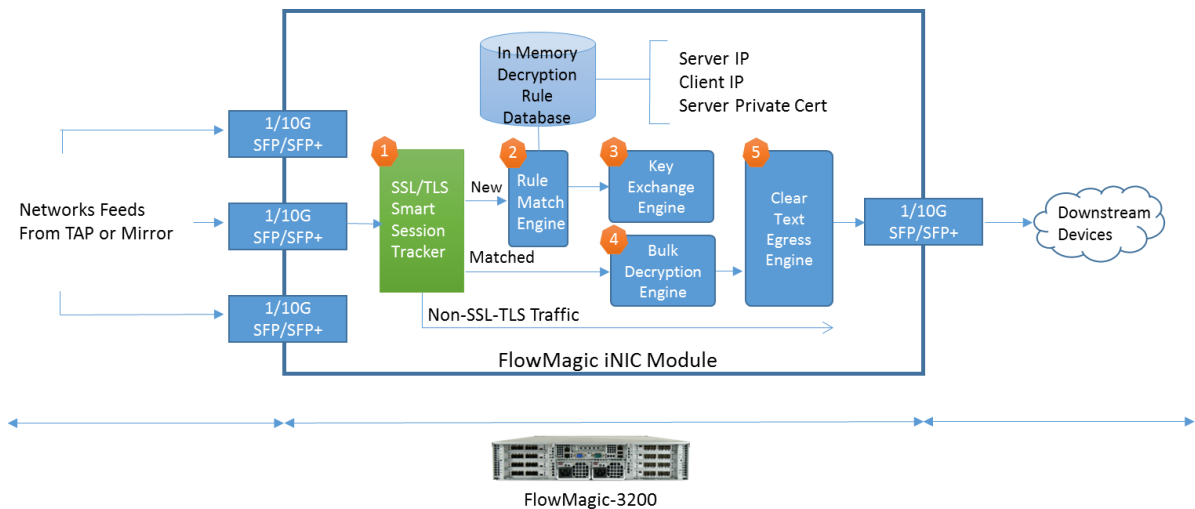 In Memory
Decryption
Rule
Database
Server IP
Client IP
Server Private Cert
1/10G
SFP/SFP+
1
2
3
4
5
SSL/TLS
Smart
Session
Tracker
New
Matched
Rule
Match
Engine
Key
Exchange
Engine
Bulk
Decryption
Engine
Clear
Text
Egress
Engine
Networks Feeds
From TAP or Mirror
1/10G
SFP/SFP+
1/10G
SFP/SFP+
Downstream
Devices
1/10G
SFP/SFP+
Non-SSL-TLS Traffic
FlowMagic iNIC Module
FlowMagic-3200